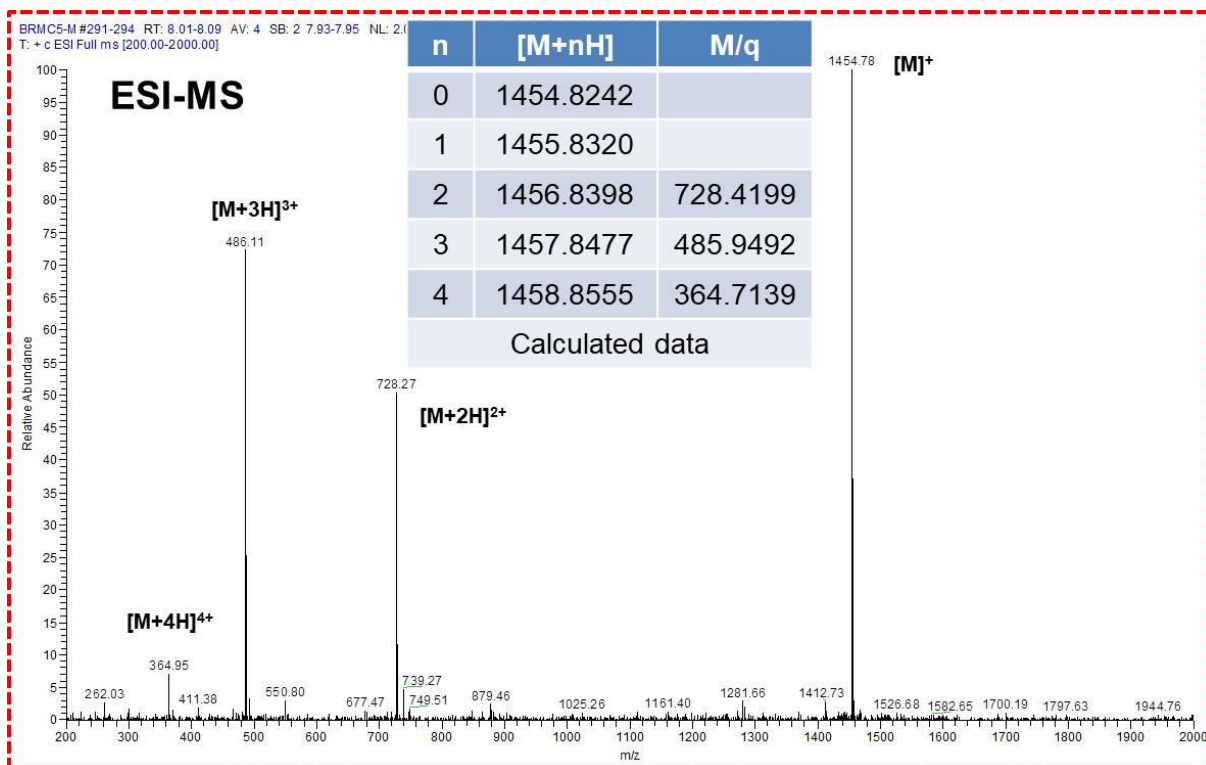 BRMC5-M #291-294 RT: 8.01-8.09 AV: 4 SB: 2 7.93-7.95 NL:
T: + c ESI Full ms [200.00-2000.00]
ESI-MS
n [M+nH] M/q
0 1454.8242
1 1455.8320
2 1456.8398 728.4199
3 1457.8477 485.9492
4 1458.8555 364.7139
Calculated data
1454.78
[M]+
[M+3H]3+
486.11
728.27
[M+2H]2+
[M+4H]4+
364.95
262.03
411.38
550.80
677.47
739.27
749.51
879.46
1025.26
1161.40
1281.66
1412.73
1526.68
1582.65
1700.19
1797.63
1944.76
Relative Abundance
100
95
90
85
80
75
70
65
60
55
50
45
40
35
30
25
20
15
10
5
0
200 300 400 500 600 700 800 900 1000 1100 1200 1300 1400 1500 1600 1700 1800 1900 2000
m/z